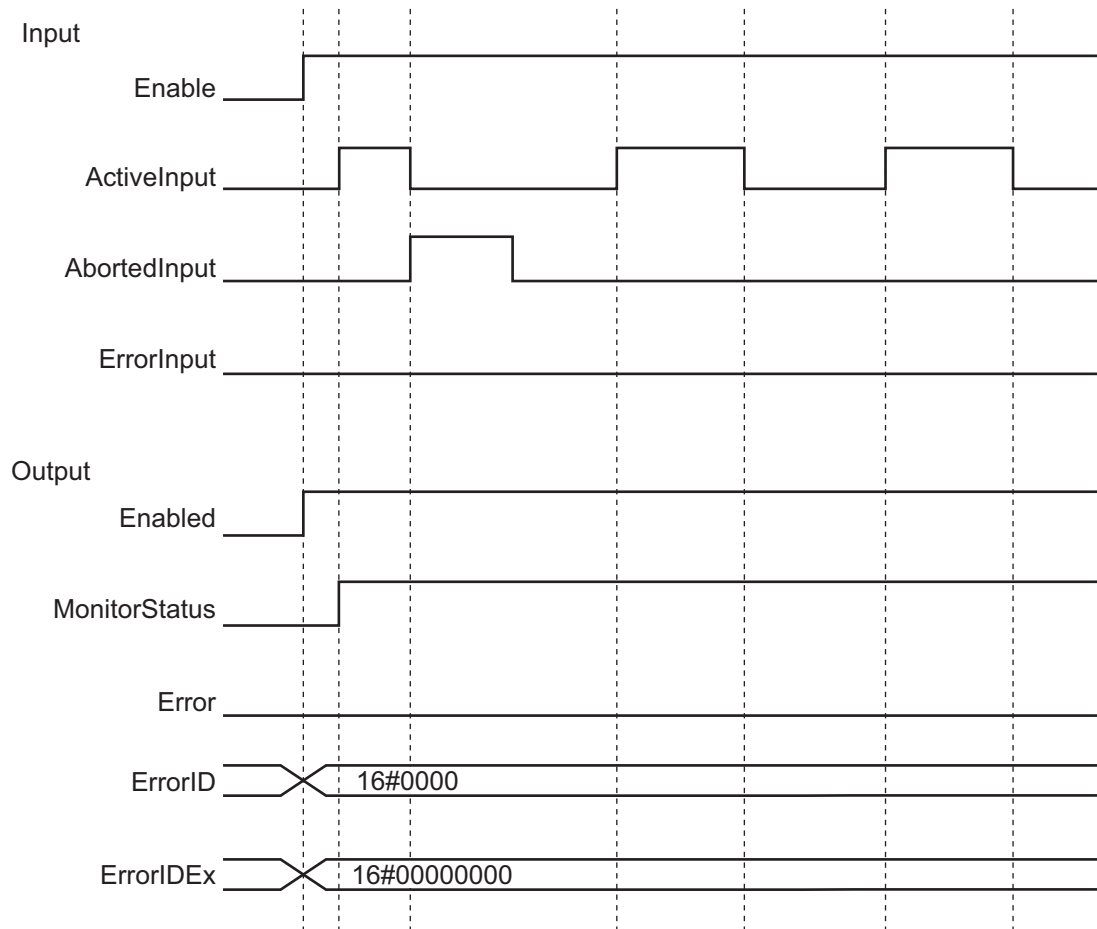 Input
Enable
ActiveInput
AbortedInput
ErrorInput
Output
Enabled
MonitorStatus
Error
ErrorID 16#0000
ErrorIDEx 16#00000000